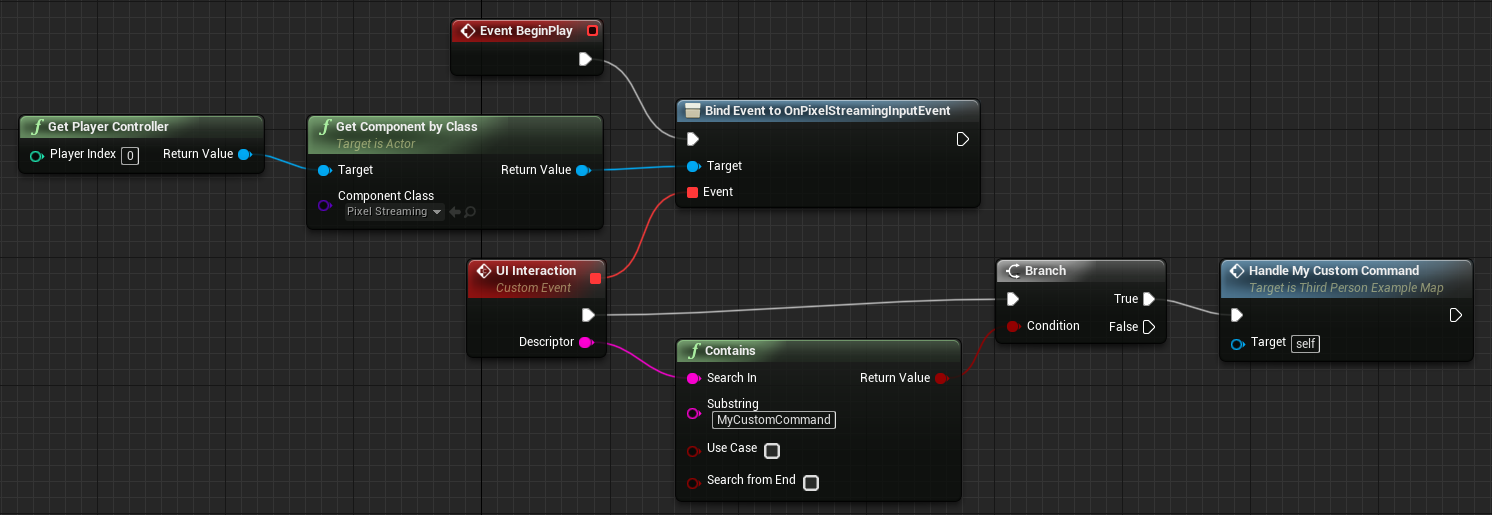 Event BeginPlay
Get Player Controller
Player Index 0 Return Value
Get Component by Class
Target is Actor
Target Return Value
Component Class
Pixel Streaming
Bind Event to OnPixelStreamingInputEvent
Target
Event
UI Interaction
Custom Event
Descriptor
Contains
Search In Return Value
Substring
MyCustomCommand
Use Case
Search from End
Branch
True
Condition False
Handle My Custom Command
Target is Third Person Example Map
Target self